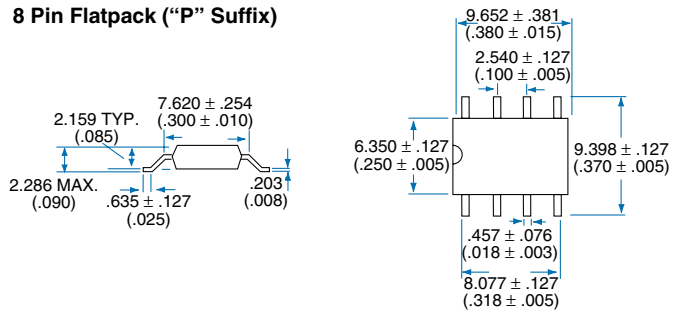 8 Pin Flatpack (“P” Suffix)
9.652 ± .381
(.380 ± .015)
2.540 ± .127
(.100 ± .005)
7.620 ± .254
(.300 ± .010)
2.159 TYP.
(.085)
6.350 ± .127
(.250 ± .005)
9.398 ± .127
(.370 ± .005)
2.286 MAX.
(.090)
.635 ± .127
(.025)
.203
(.008)
.457 ± .076
(.018 ± .003)
8.077 ± .127
(.318 ± .005)